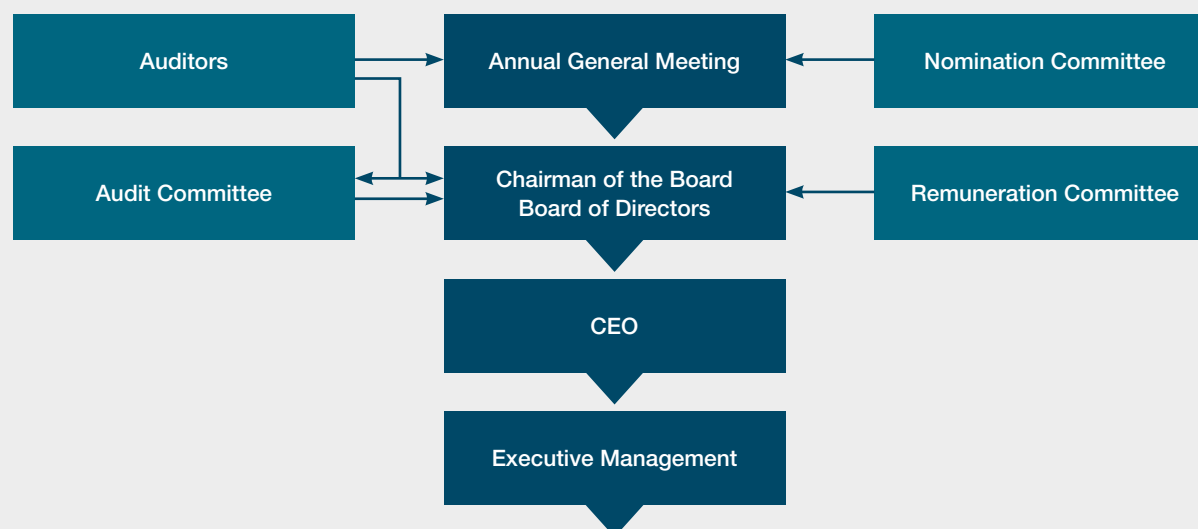 Auditors
Annual General Meeting
Nomination Committee
Audit Committee
Chairman of the Board
Board of Directors
Remuneration Committee
CEO
Executive Management